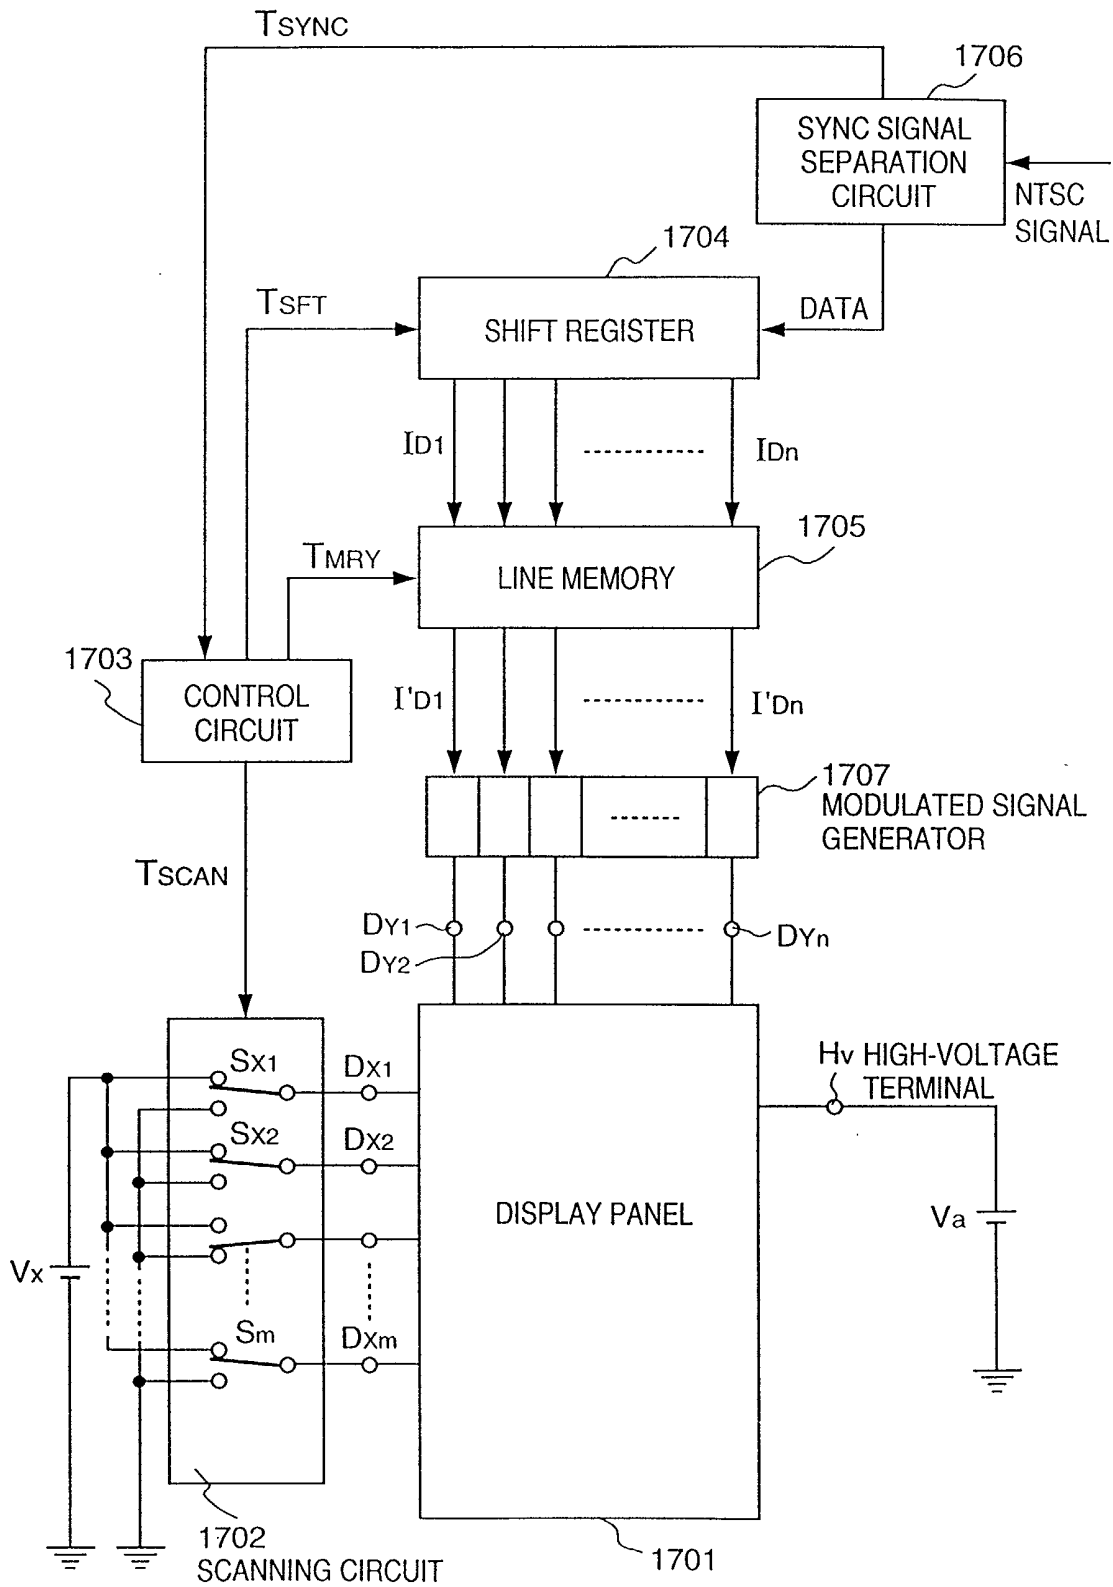 TSYNC
1706
SYNC SIGNAL
SEPARATION
CIRCUIT
NTSC
SIGNAL
1704
TSFT
SHIFT REGISTER
DATA
ID1
IDn
1705
TMRY
LINE MEMORY
1703
CONTROL
CIRCUIT
I'D1
I'Dn
1707
MODULATED SIGNAL
GENERATOR
TSCAN
DY1
DY2
DYn
SX1
DX1
HV HIGH-VOLTAGE
TERMINAL
SX2
DX2
DISPLAY PANEL
Va
VX
Sm
DXm
1702
SCANNING CIRCUIT
1701